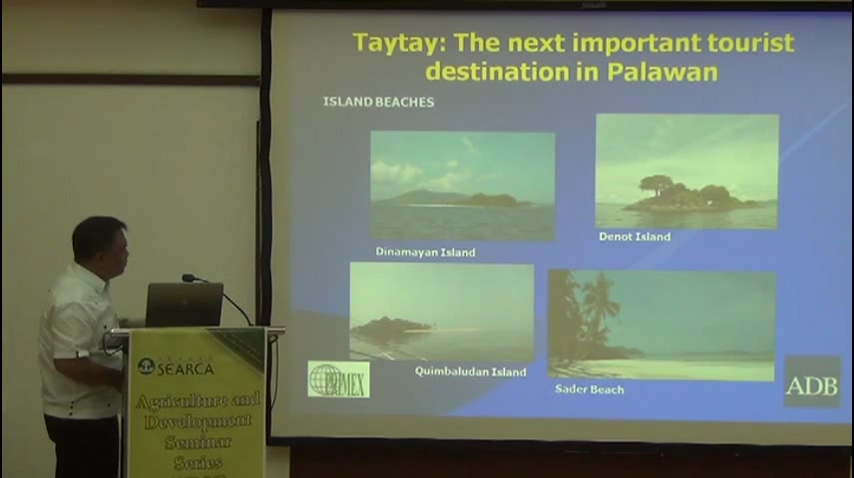 Taytay: The next important tourist
destination in Palawan
ISLAND BEACHES
Dinamayan Island
Denot Island
Quimbaludan Island
Sader Beach
PRIMEX
ADB
SEARCA
Agriculture and
Development
Seminar
Series